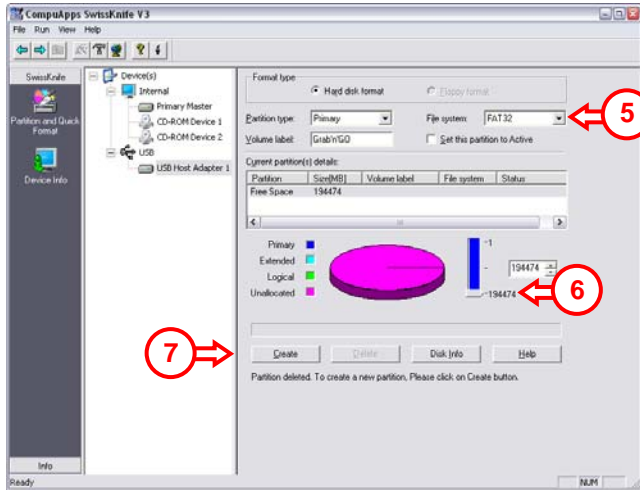 CompuApps SwissKnife V3
File Run View Help
SwissKnife
Partition and Quick
Format
Device Info
Info
Device(s)
Internal
Primary Master
CD-ROM Device 1
CD-ROM Device 2
USB
USB Host Adapter 1
Format type
Hard disk format
Floppy format
Partition type: Primary File system: FAT32
5
Volume label: Grab'n'GO Set this partition to Active
Current partition(s) details:
Partition Size[MB] Volume label File system Status
Free Space 194474
Primary
Extended
Logical
Unallocated
1
194474
194474
6
7
Create Delete Disk Info Help
Partition deleted. To create a new partition, Please click on Create button.
Ready NUM